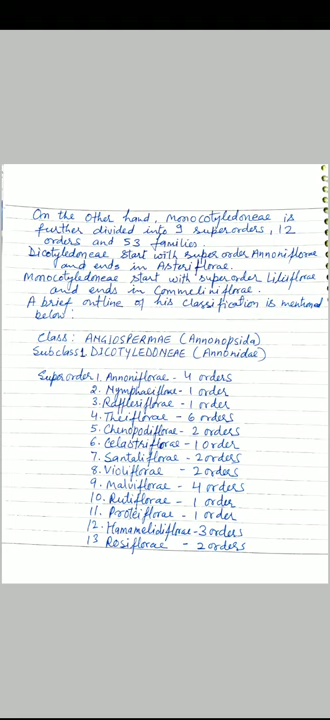 On the other hand, Monocotyledoneae is
further divided into 9 superorders, 12
orders and 53 families.
Dicotyledoneae start with super order Annoniflorae
and ends in Asteriflorae.
Monocotyledoneae start with superorder Liliiflorae
and ends in Commeliniflorae.
A brief outline of his classification is mentioned
below:
Class: ANGIOSPERMAE (Annonopsida)
Subclass 1 DICOTYLEDONEAE (Annonidae)
Superorder 1. Annoniflorae - 4 orders
2. Nymphaeiflorae - 1 order
3. Rafflesiflorae - 1 order
4. Theiflorae - 6 orders
5. Chenopodiflorae - 2 orders
6. Celastriflorae - 1 order
7. Santaliflorae - 2 orders
8. Violiflorae - 2 orders
9. Malviflorae - 4 orders
10. Rutiflorae - 1 order
11. Proteiflorae - 1 order
12. Hamamelidiflorae - 3 orders
13 Rosiflorae - 2 orders